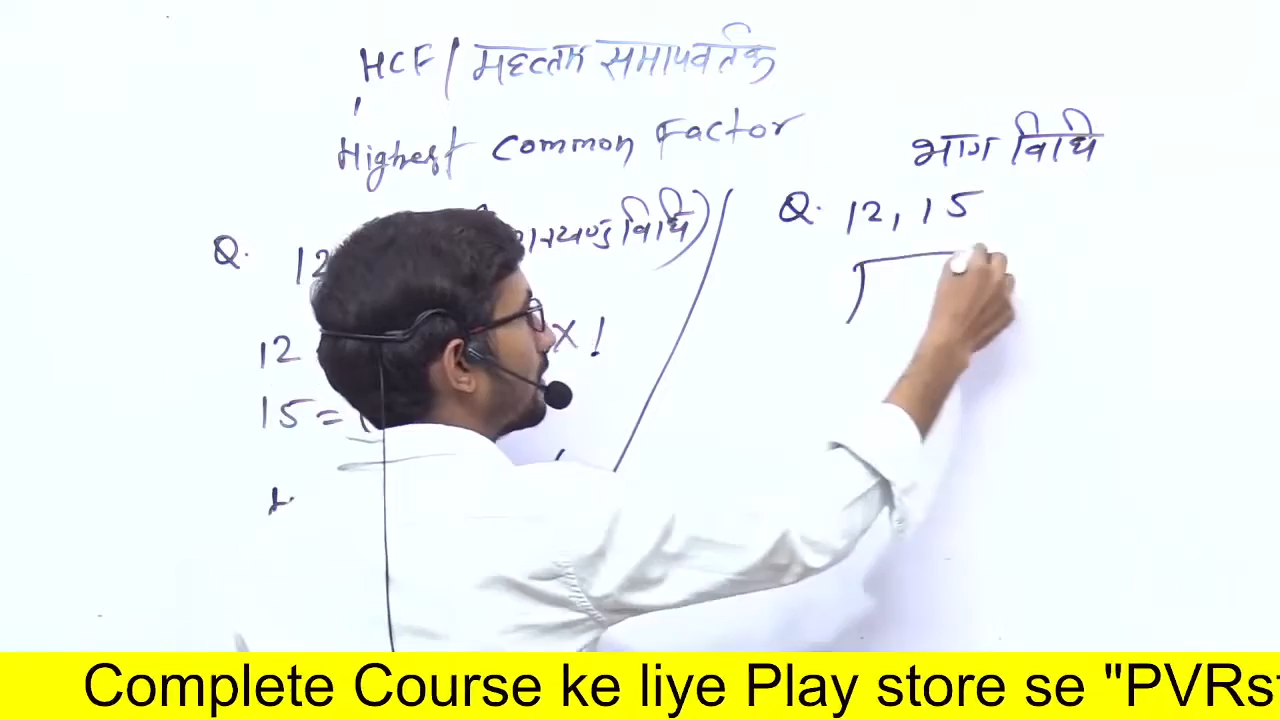 HCF / महत्तम समापवर्तक
Highest Common Factor
भाग विधि
Q. 12
विधि)
Q. 12, 15
12
x 1
15 =
Complete Course ke liye Play store se "PVRs